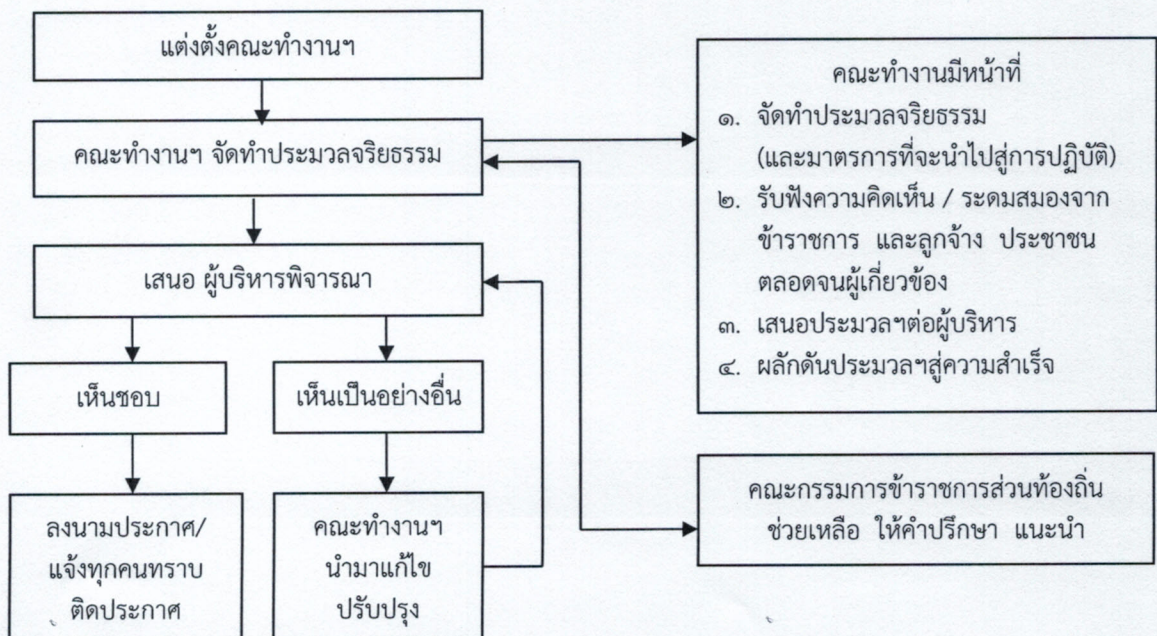 แต่งตั้งคณะทำงานฯ
คณะทำงานฯ จัดทำประมวลจริยธรรม
เสนอ ผู้บริหารพิจารณา
เห็นชอบ
เห็นเป็นอย่างอื่น
ลงนามประกาศ/
แจ้งทุกคนทราบ
ติดประกาศ
คณะทำงานฯ
นำมาแก้ไข
ปรับปรุง
คณะทำงานมีหน้าที่
๑. จัดทำประมวลจริยธรรม
(และมาตรการที่จะนำไปสู่การปฏิบัติ)
๒. รับฟังความคิดเห็น / ระดมสมองจาก
ข้าราชการ และลูกจ้าง ประชาชน
ตลอดจนผู้เกี่ยวข้อง
๓. เสนอประมวลฯต่อผู้บริหาร
๔. ผลักดันประมวลฯสู่ความสำเร็จ
คณะกรรมการข้าราชการส่วนท้องถิ่น
ช่วยเหลือ ให้คำปรึกษา แนะนำ